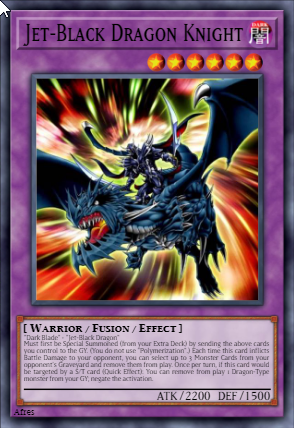 Jet-Black Dragon Knight
DARK
闇
[ Warrior / Fusion / Effect ]
"Dark Blade" - "Jet-Black Dragon"
Must first be Special Summoned (from your Extra Deck) by sending the above cards
you control to the GY. (You do not use "Polymerization".) Each time this card inflicts
Battle Damage to your opponent, you can select up to 3 Monster Cards from your
opponent's Graveyard and remove them from play. Once per turn, if this card would
be targeted by a S/T card (Quick Effect): You can remove from play 1 Dragon-Type
monster from your GY; negate the activation.
ATK/2200 DEF/1500
Afres